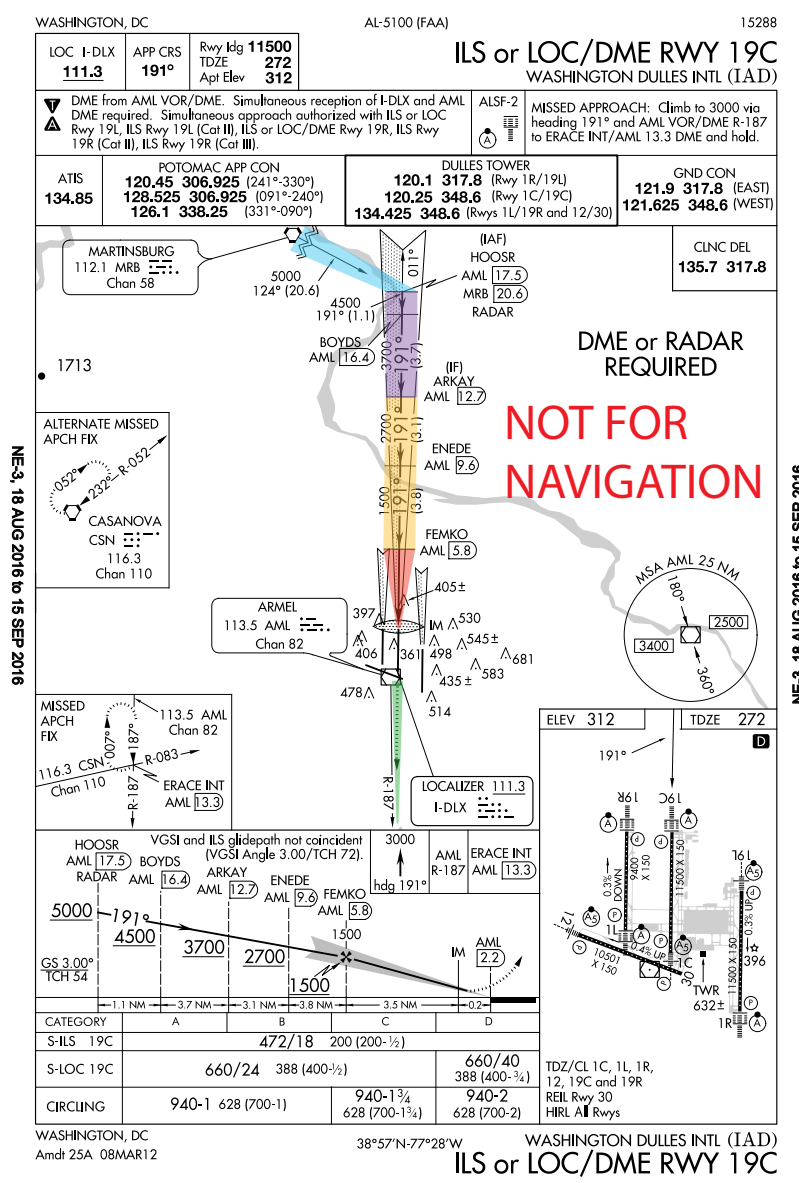 WASHINGTON, DC
AL-5100 (FAA)
15288
LOC I-DLX
111.3
APP CRS
191°
Rwy ldg 11500
TDZE 272
Apt Elev 312
ILS or LOC/DME RWY 19C
WASHINGTON DULLES INTL (IAD)
T
A
DME from AML VOR/DME. Simultaneous reception of I-DLX and AML
DME required. Simultaneous approach authorized with ILS or LOC
Rwy 19L, ILS Rwy 19L (Cat II), ILS or LOC/DME Rwy 19R, ILS Rwy
19R (Cat II), ILS Rwy 19R (Cat III).
ALSF-2
A
MISSED APPROACH: Climb to 3000 via
heading 191° and AML VOR/DME R-187
to ERACE INT/AML 13.3 DME and hold.
ATIS
134.85
POTOMAC APP CON
120.45 306.925 (241°-330°)
128.525 306.925 (091°-240°)
126.1 338.25 (331°-090°)
DULLES TOWER
120.1 317.8 (Rwy 1R/19L)
120.25 348.6 (Rwy 1C/19C)
134.425 348.6 (Rwys 1L/19R and 12/30)
GND CON
121.9 317.8 (EAST)
121.625 348.6 (WEST)
CLNC DEL
135.7 317.8
MARTINSBURG
112.1 MRB
Chan 58
5000
124° (20.6)
4500
191° (1.1)
011°
(IAF)
HOOSR
AML 17.5
MRB 20.6
RADAR
BOYDS
AML 16.4
3700
191°
(3.7)
(IF)
ARKAY
AML 12.7
DME or RADAR
REQUIRED
1713
2700
191°
(3.1)
ENEDE
AML 9.6
NOT FOR
NAVIGATION
1500
191°
(3.8)
FEMKO
AML 5.8
ALTERNATE MISSED
APCH FIX
052°
232°
R-052
CASANOVA
CSN
116.3
Chan 110
NE-3, 18 AUG 2016 to 15 SEP 2016
NE-3, 18 AUG 2016 to 15 SEP 2016
ARMEL
113.5 AML
Chan 82
405±
397
IM
530
406
361
498
545±
681
435±
583
478
514
MSA AML 25 NM
180°
2500
3400
360°
MISSED
APCH
FIX
113.5 AML
Chan 82
007°
187°
116.3 CSN
Chan 110
R-083
R-187
ERACE INT
AML 13.3
R-187
LOCALIZER 111.3
I-DLX
ELEV 312
TDZE 272
D
191°
19R
19C
19L
A
A
A5
P
P
P
0.3%
DOWN
9400
X 150
11500 X 150
0.3% UP
11500 X 150
396
12
A5
P
P
1L
A
P
0.4% UP
A5
1C
P
10501
X 150
30
TWR
632±
P
1R
A
TDZ/CL 1C, 1L, 1R,
12, 19C and 19R
REIL Rwy 30
HIRL All Rwys
HOOSR
AML 17.5
RADAR
BOYDS
AML 16.4
VGSI and ILS glidepath not coincident
(VGSI Angle 3.00/TCH 72).
ARKAY
AML 12.7
ENEDE
AML 9.6
FEMKO
AML 5.8
3000
hdg 191°
AML
R-187
ERACE INT
AML 13.3
5000
191°
4500
3700
2700
1500
1500
IM
AML
2.2
GS 3.00°
TCH 54
1.1 NM
3.7 NM
3.1 NM
3.8 NM
3.5 NM
0.2
CATEGORY A B C D
S-ILS 19C 472/18 200 (200-½)
S-LOC 19C 660/24 388 (400-½) 660/40
388 (400-¾)
CIRCLING 940-1 628 (700-1) 940-1¾
628 (700-1¾)
940-2
628 (700-2)
WASHINGTON, DC
Amdt 25A 08MAR12
38°57'N-77°28'W
WASHINGTON DULLES INTL (IAD)
ILS or LOC/DME RWY 19C